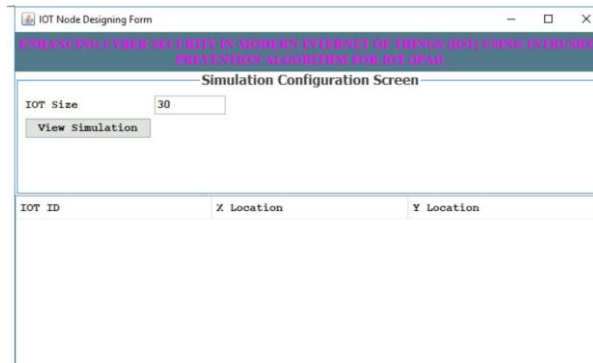 IOT Node Designing Form
ENHANCING CYBER SECURITY IN MODERN INTERNET OF THINGS (IOT) USING INTRUSION
PREVENTION ALGORITHM FOR IOT (IPAI)
Simulation Configuration Screen
IOT Size 30
View Simulation
IOT ID X Location Y Location